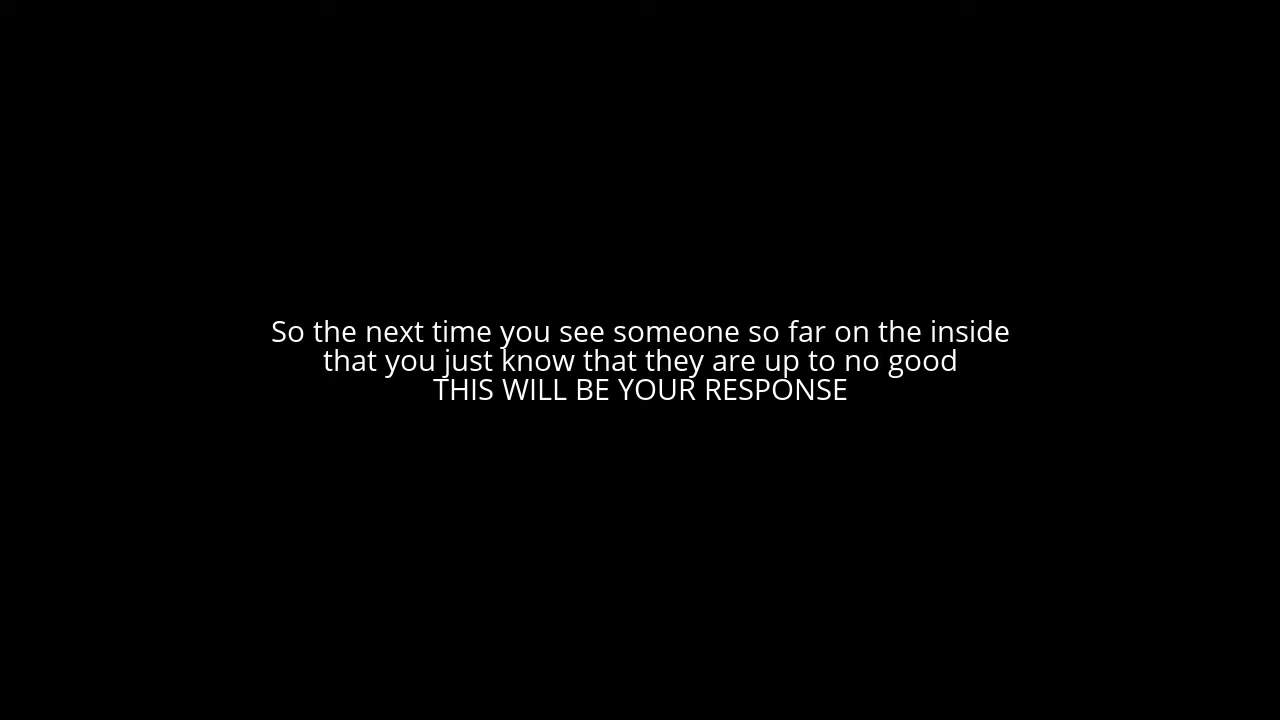 So the next time you see someone so far on the inside
that you just know that they are up to no good
THIS WILL BE YOUR RESPONSE